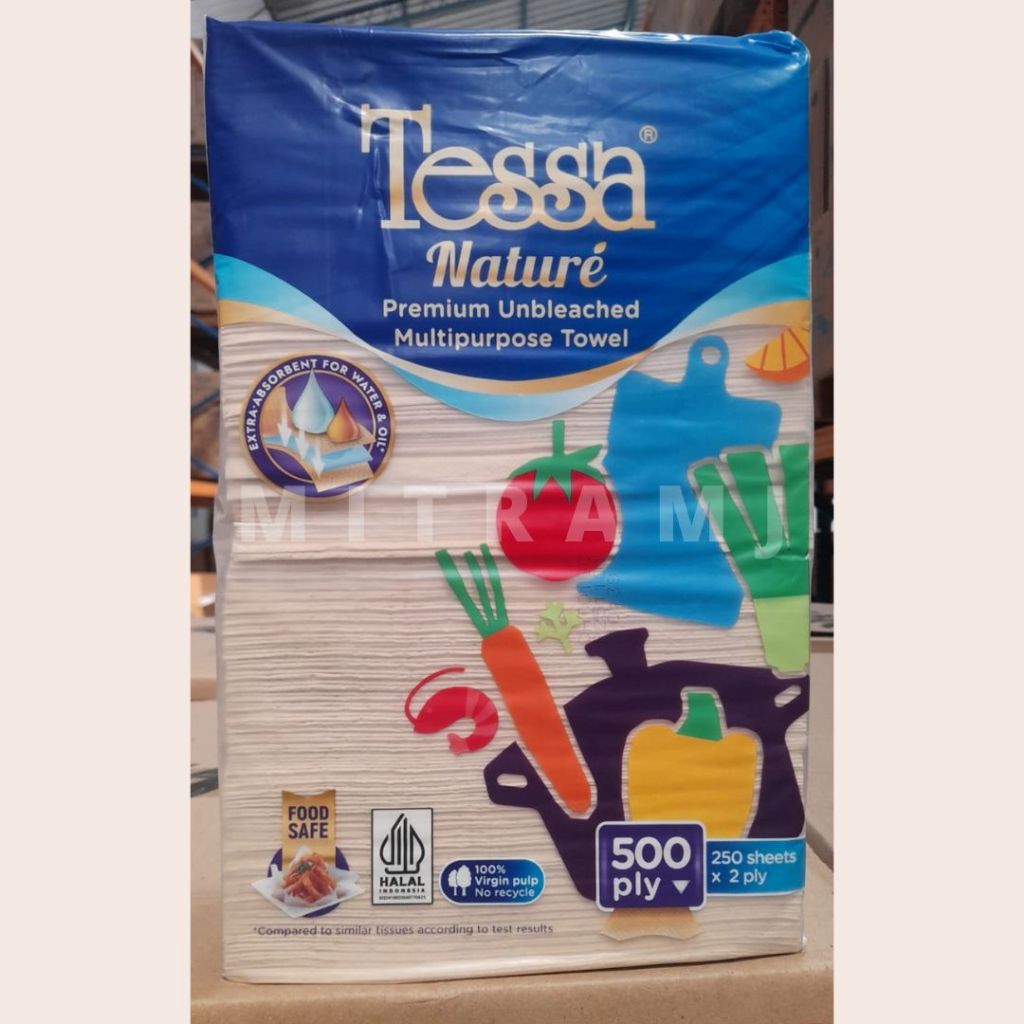 Tessa®
Naturé
Premium Unbleached
Multipurpose Towel
EXTRA-ABSORBENT FOR WATER & OIL*
MITRAMJ
FOOD
SAFE
HALAL
INDONESIA
100%
Virgin pulp
No recycle
500
ply
250 sheets
x 2 ply
*Compared to similar tissues according to test results